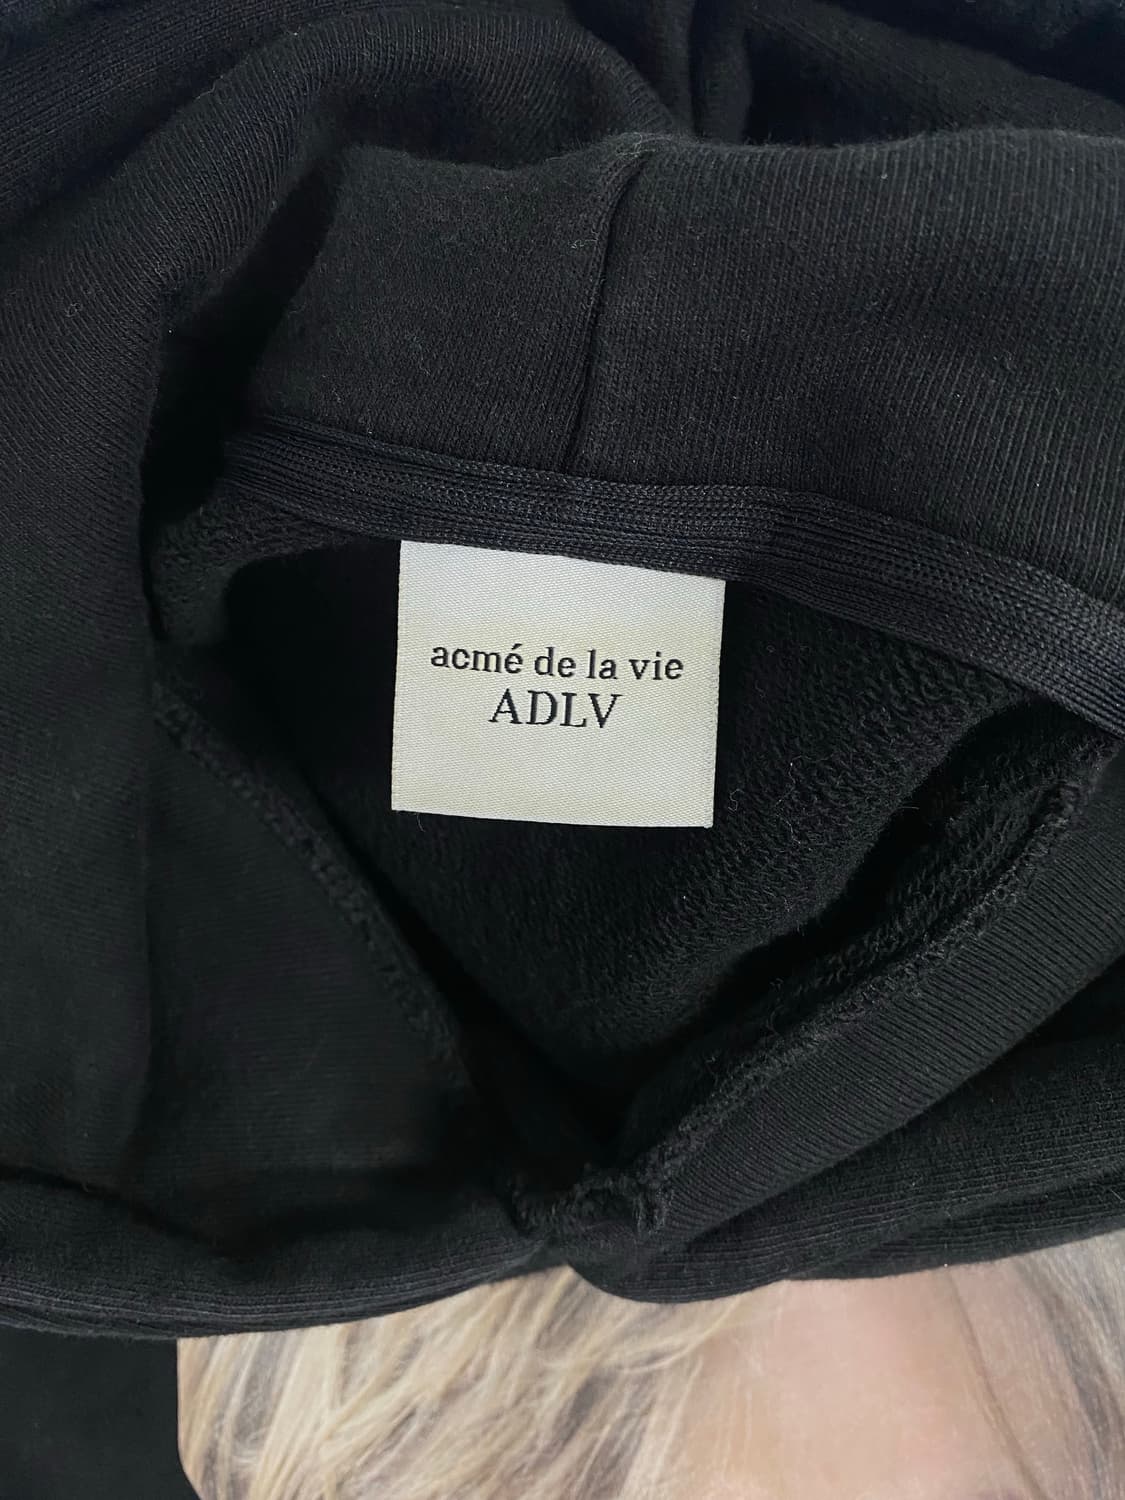 acmé de la vie
ADLV